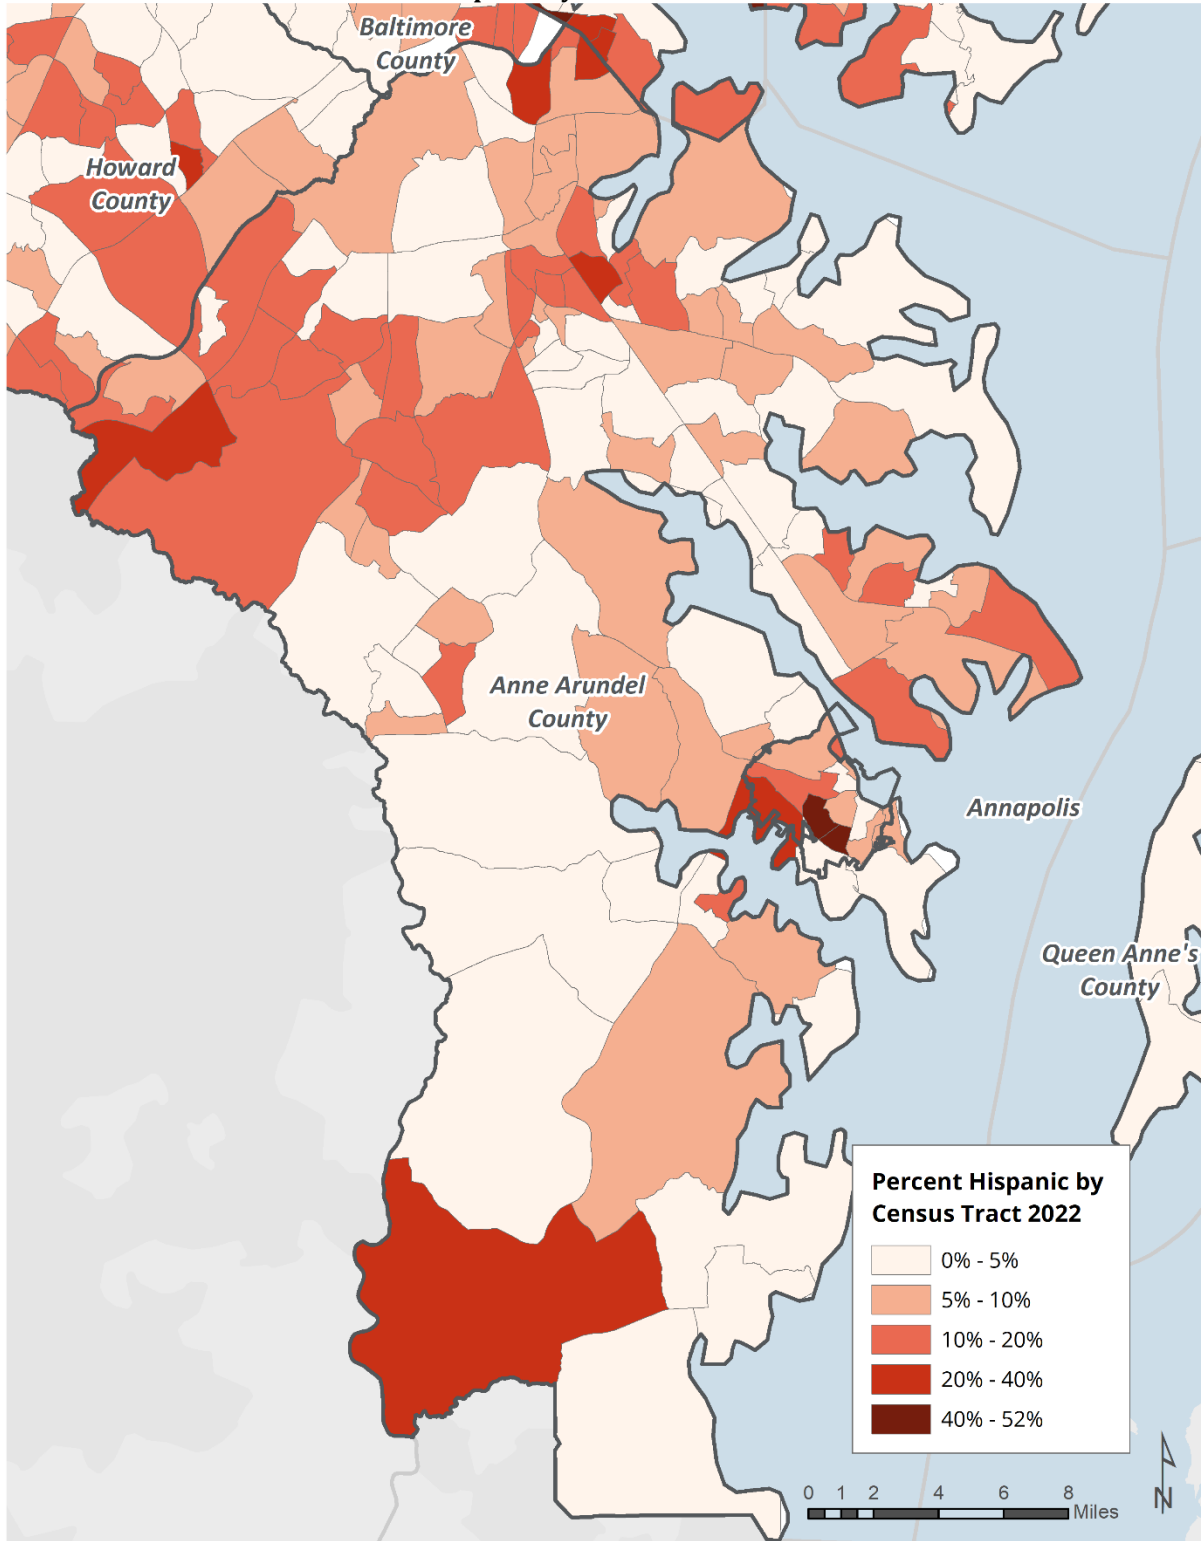 Baltimore
County
Howard
County
Anne Arundel
County
Annapolis
Queen Anne's
County
Percent Hispanic by
Census Tract 2022
0% - 5%
5% - 10%
10% - 20%
20% - 40%
40% - 52%
0 1 2 4 6 8
Miles
N